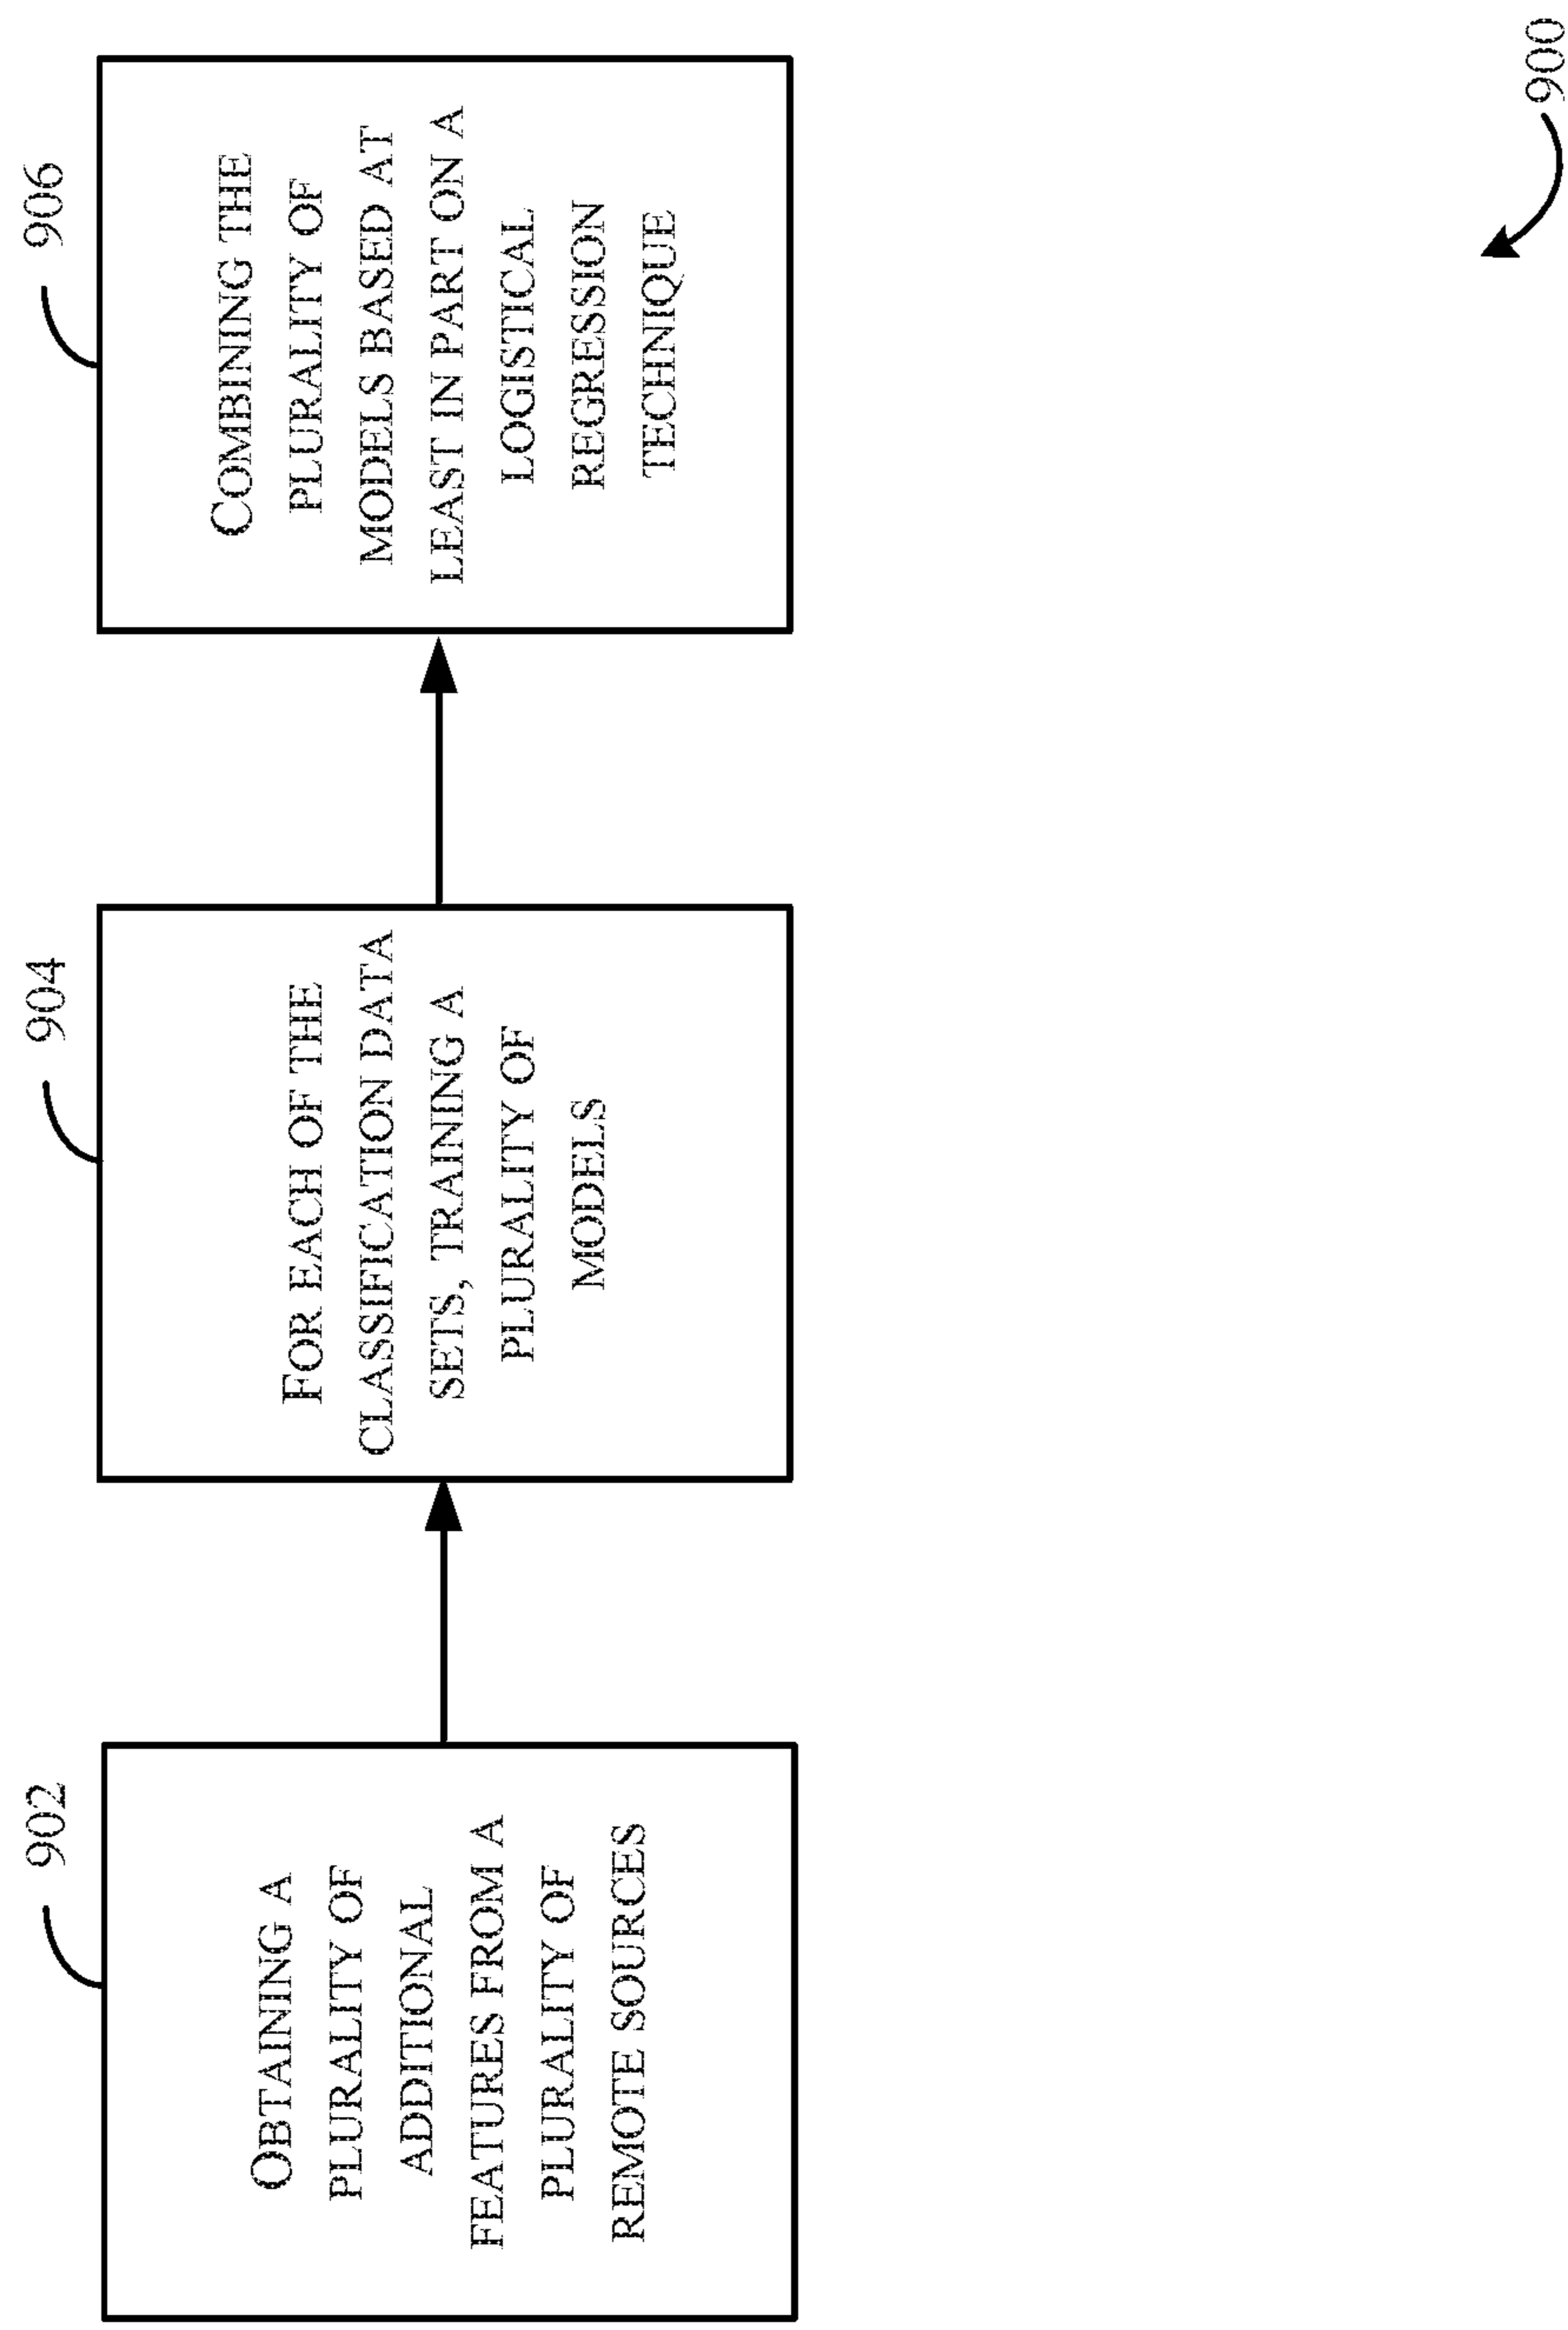 902
OBTAINING A
PLURALITY OF
ADDITIONAL
FEATURES FROM A
PLURALITY OF
REMOTE SOURCES
904
FOR EACH OF THE
CLASSIFICATION DATA
SETS, TRAINING A
PLURALITY OF
MODELS
906
COMBINING THE
PLURALITY OF
MODELS BASED AT
LEAST IN PART ON A
LOGISTICAL
REGRESSION
TECHNIQUE
900